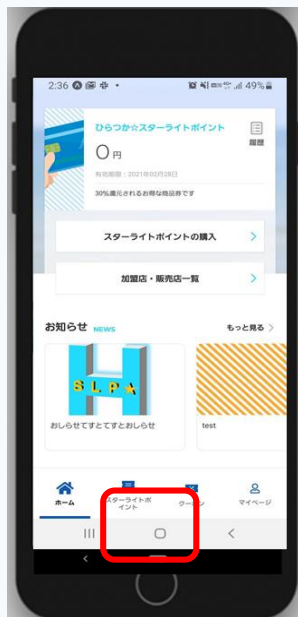 2:36
49%
ひらつか☆スターライトポイント
0 円
履歴
有効期限：2021年02月28日
30%還元されるお得な商品券です
スターライトポイントの購入
加盟店・販売店一覧
お知らせ NEWS
もっと見る
SLPA
おしらせてすとてすとおしらせ
test
ホーム
スターライトポ
イント
クーポン
マイページ